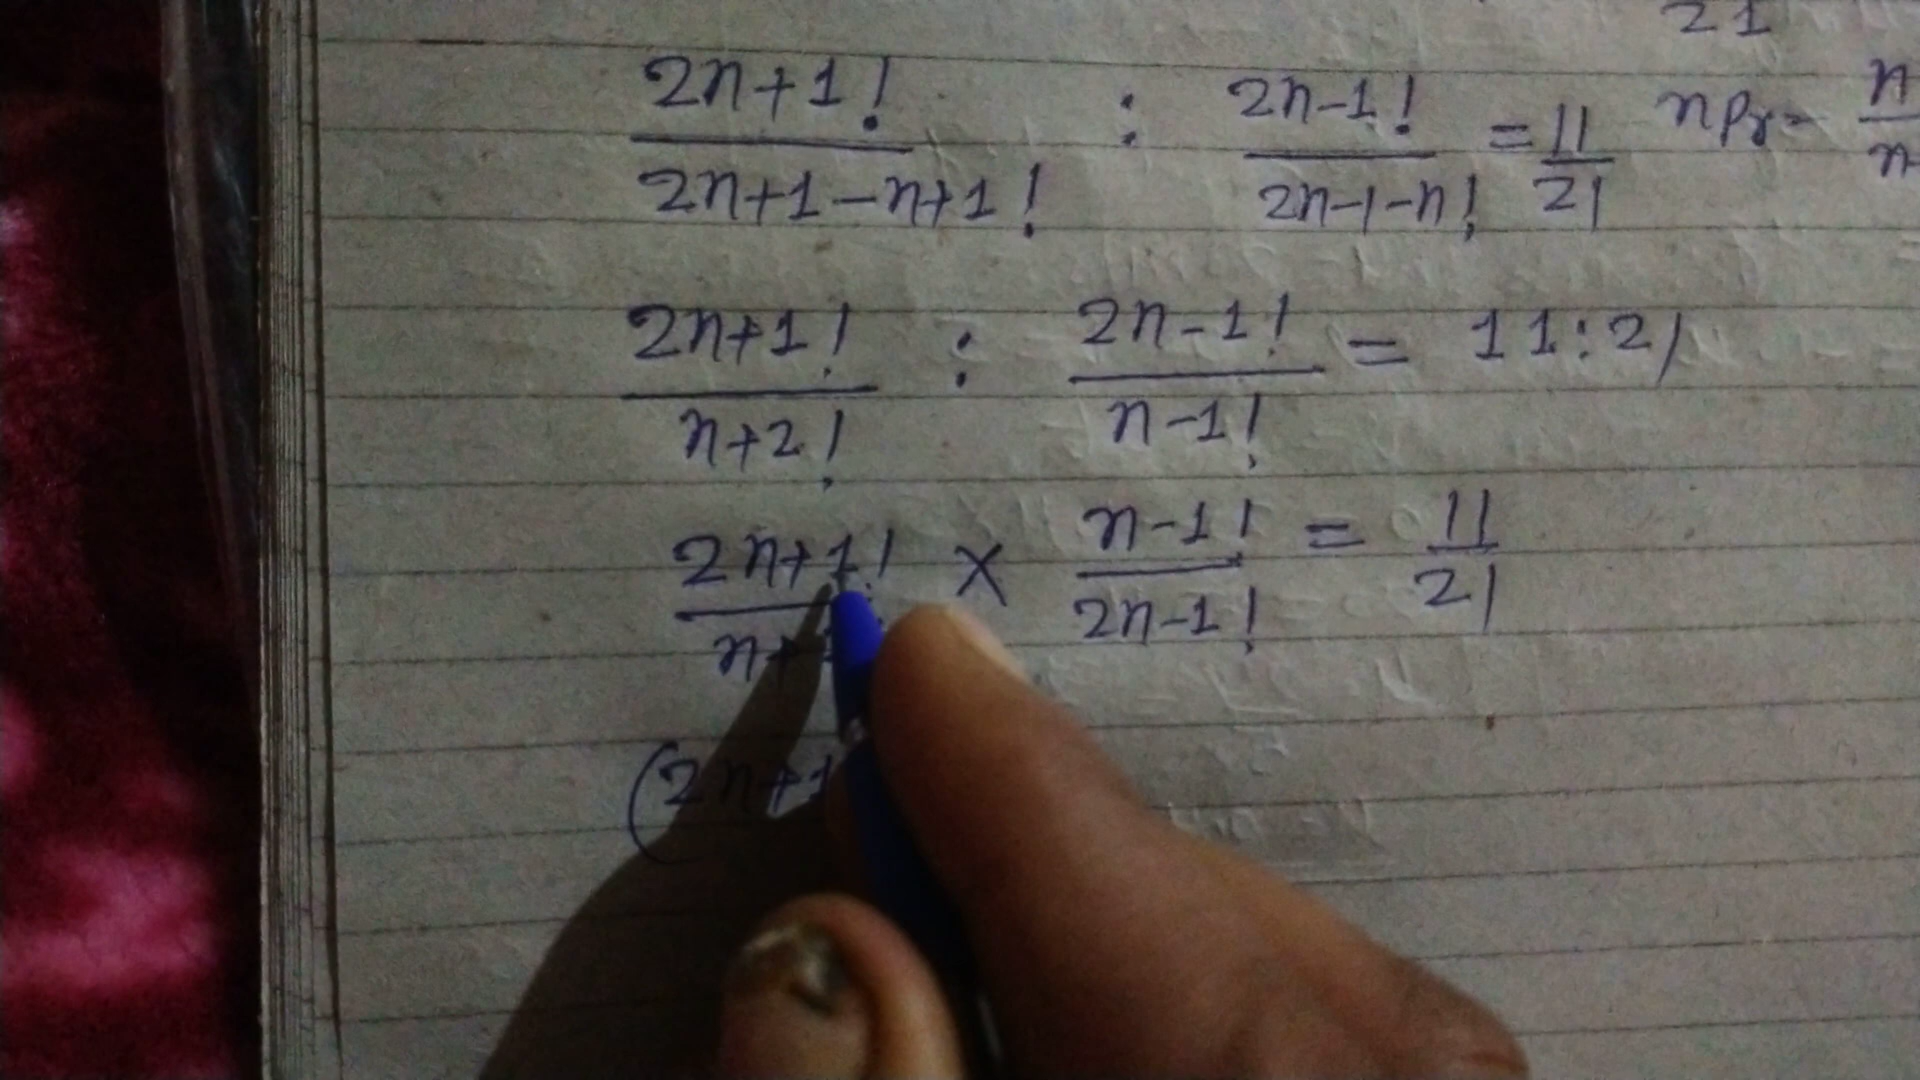 21
2n+1! : 2n-1! = 11 nPr = n
2n+1-n+1! 2n-1-n! 21 n-
2n+1! : 2n-1! = 11:21
n+2! n-1!
2n+1! × n-1! = 11
n+ 2n-1! 21
(2n+1